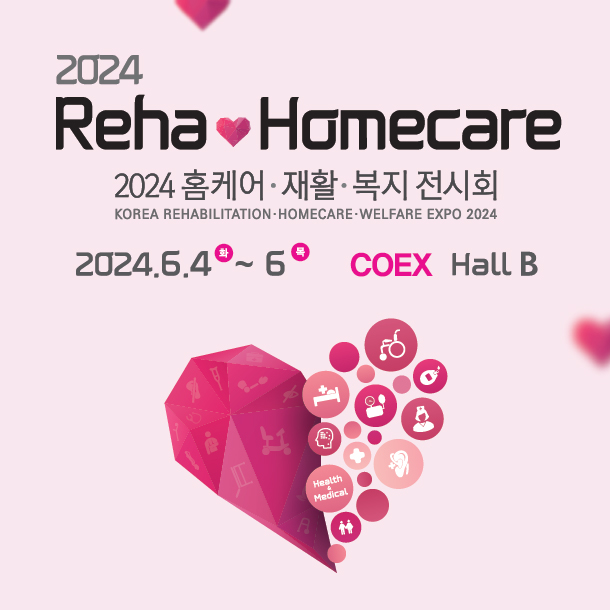 2024
Reha Homecare
2024 홈케어·재활·복지 전시회
KOREA REHABILITATION·HOMECARE·WELFARE EXPO 2024
2024.6.4 화 ~ 6 목 COEX Hall B
Health
&
Medical